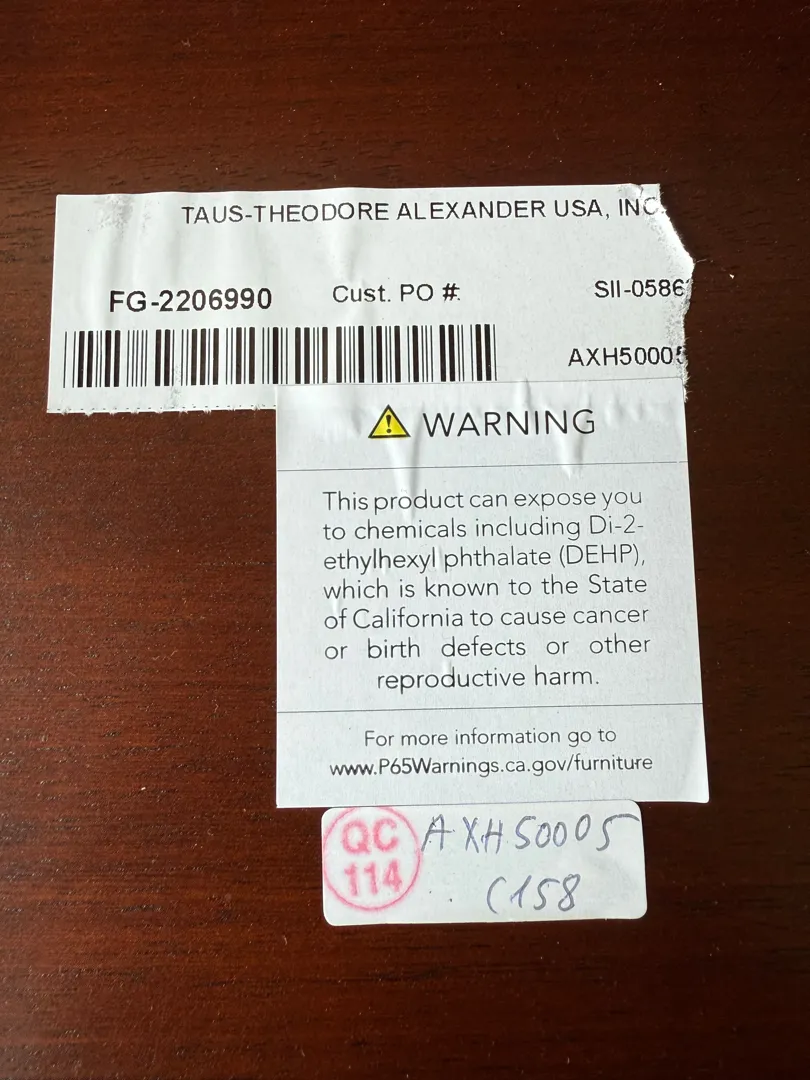 TAUS-THEODORE ALEXANDER USA, INC.
FG-2206990 Cust. PO #. SII-0586
AXH50005
WARNING
This product can expose you
to chemicals including Di-2-
ethylhexyl phthalate (DEHP),
which is known to the State
of California to cause cancer
or birth defects or other
reproductive harm.
For more information go to
www.P65Warnings.ca.gov/furniture
QC
114
AXH50005
C158